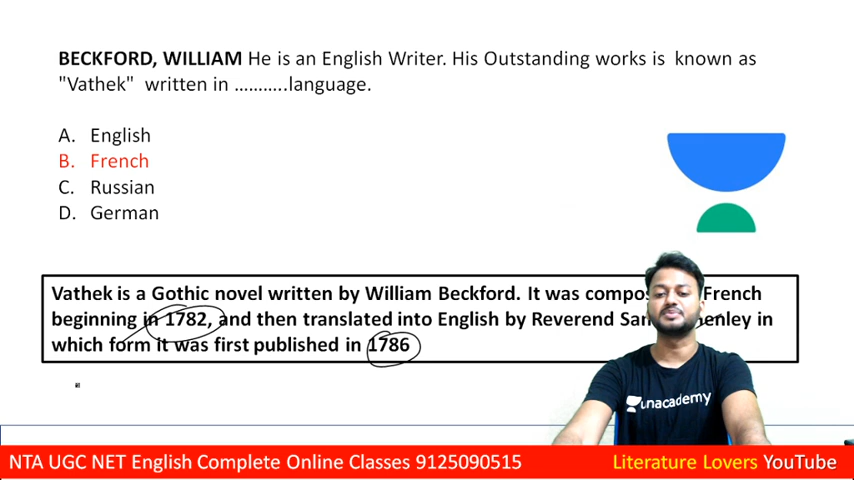 BECKFORD, WILLIAM He is an English Writer. His Outstanding works is known as
"Vathek" written in ...........language.
A. English
B. French
C. Russian
D. German
Vathek is a Gothic novel written by William Beckford. It was French
beginning in 1782, and then translated into English by Reverend in
which form it was first published in 1786
unacademy
NTA UGC NET English Complete Online Classes 9125090515
Literature Lovers YouTube